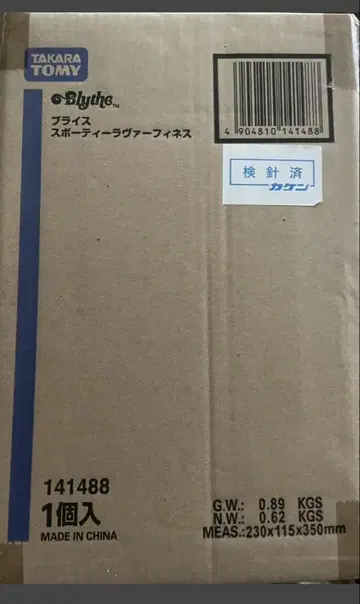 TAKARA
TOMY
Blythe™
ブライス
スポーティーラヴァーフィネス
4 904810 141488
検針済
カケン
141488
1個入
MADE IN CHINA
G.W.: 0.89 KGS
N.W.: 0.62 KGS
MEAS.:230x115x350mm